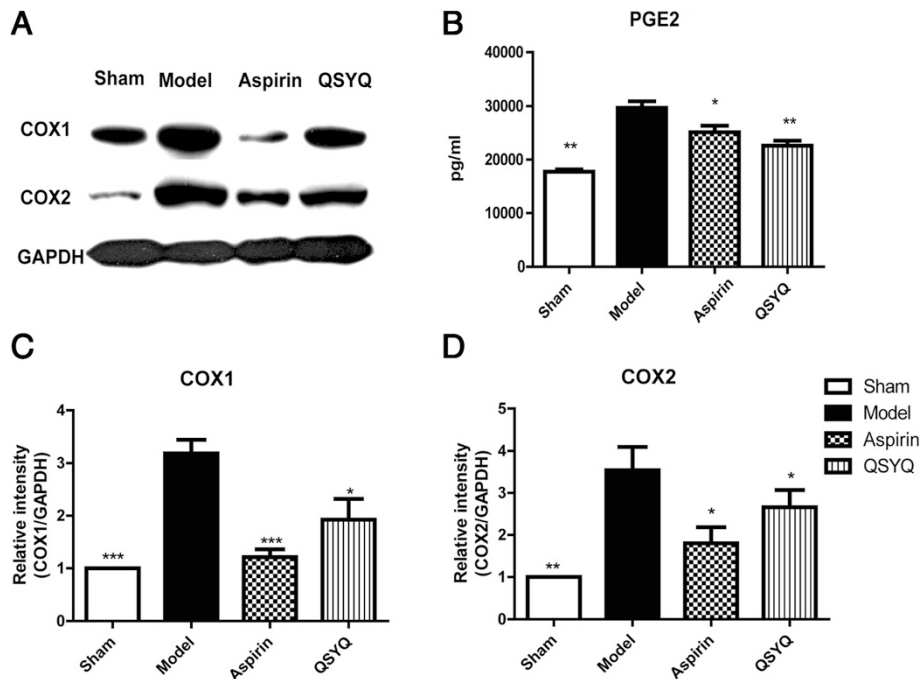 A
Sham Model Aspirin QSYQ
COX1
COX2
GAPDH
B
PGE2
pg/ml
40000
30000
20000
10000
0
**
*
**
Sham Model Aspirin QSYQ
C
COX1
Relative intensity
(COX1/GAPDH)
4
3
2
1
0
***
***
*
Sham Model Aspirin QSYQ
D
COX2
Relative intensity
(COX2/GAPDH)
5
4
3
2
1
0
**
*
*
Sham Model Aspirin QSYQ
Sham
Model
Aspirin
QSYQ